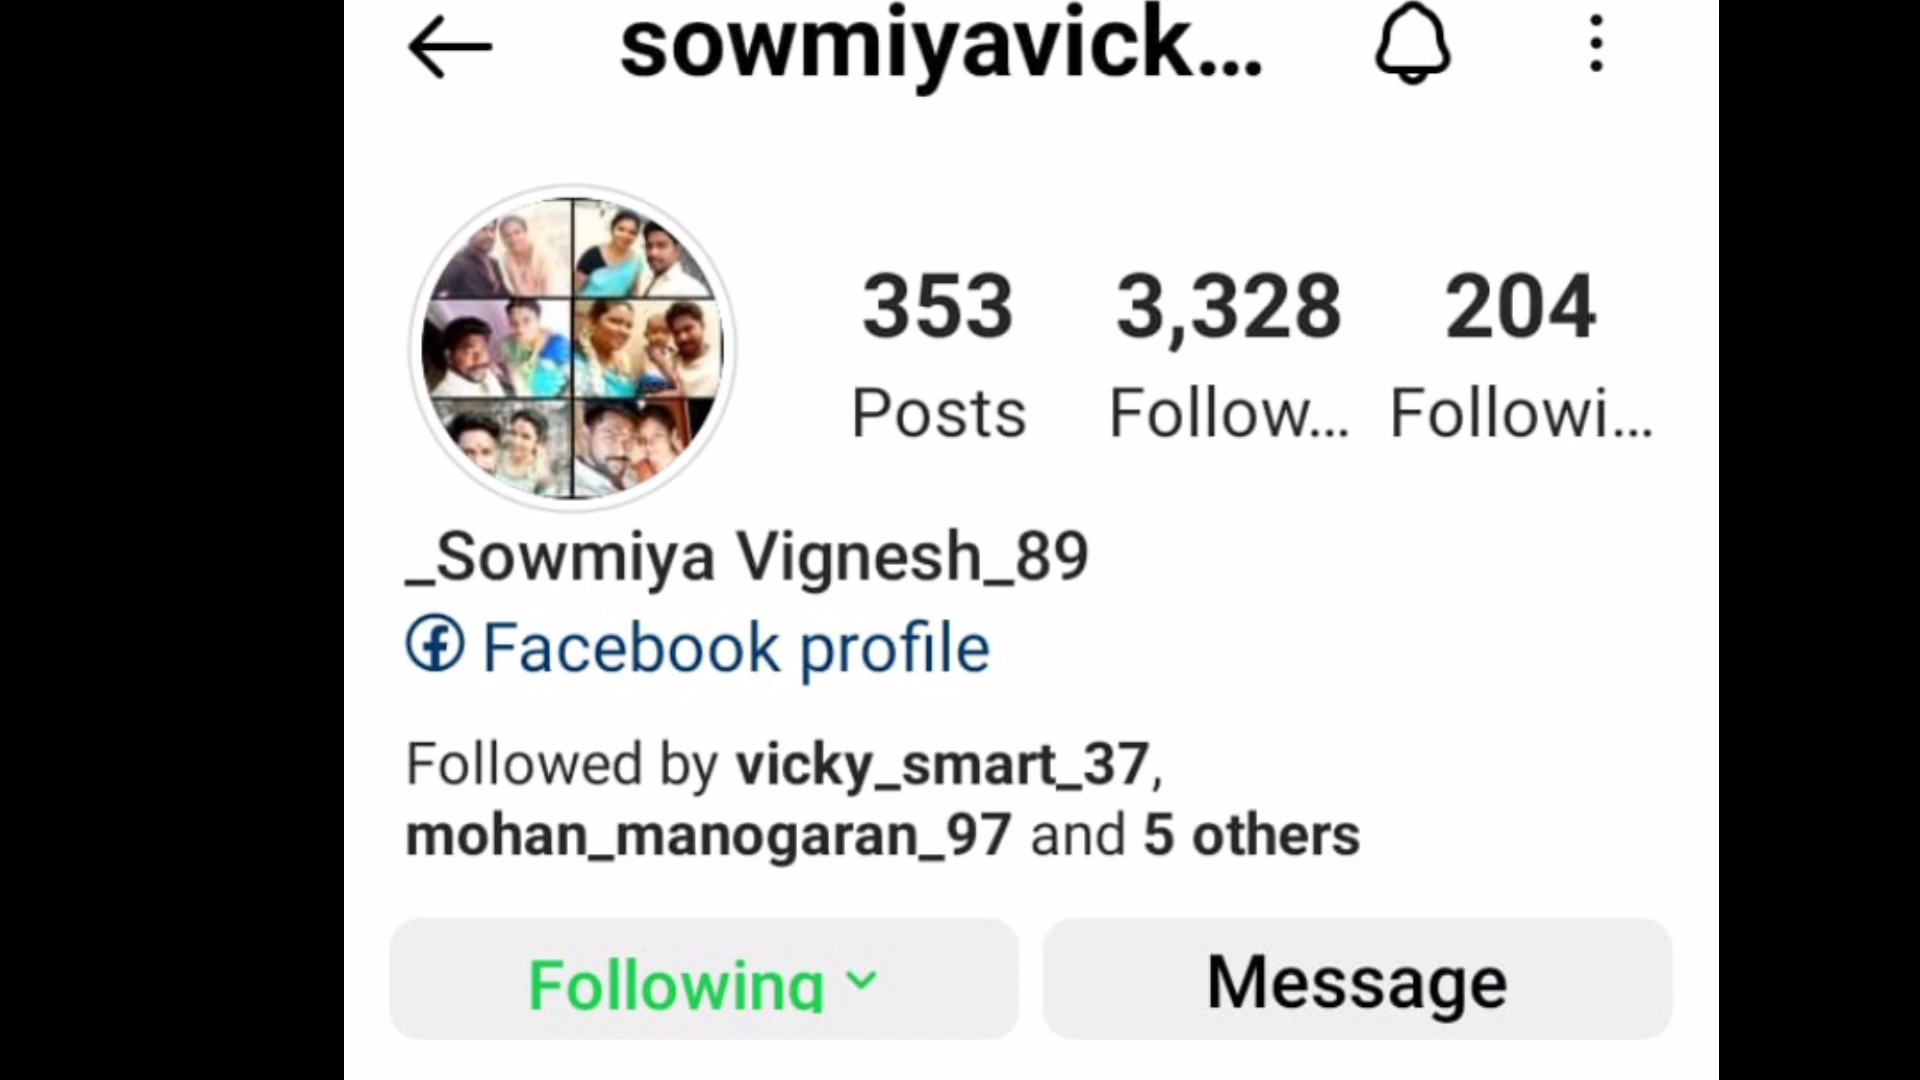 sowmiyavick...
353 3,328 204
Posts Follow... Followi...
_Sowmiya Vignesh_89
Facebook profile
Followed by vicky_smart_37,
mohan_manogaran_97 and 5 others
Following Message